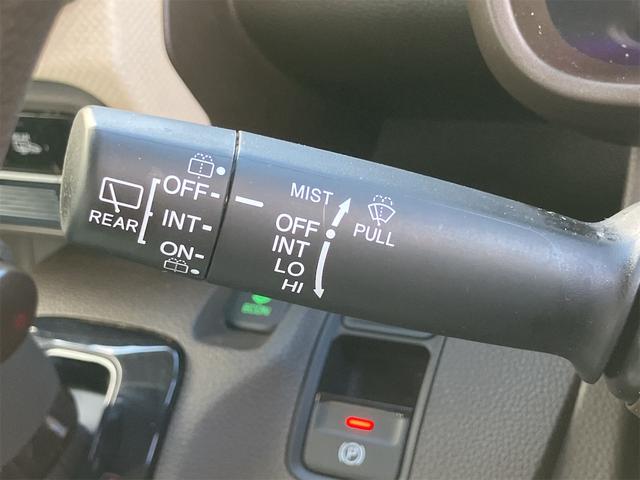 REAR
OFF
INT
ON
MIST
OFF
INT
LO
HI
PULL
ECON
P